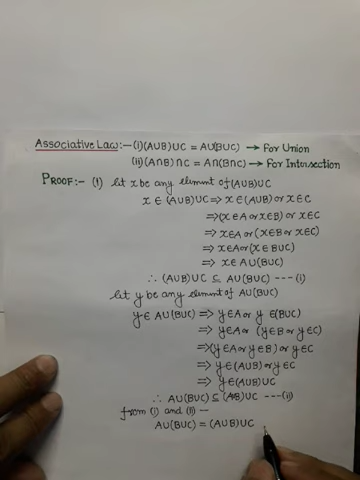 Associative Law:- (i) (A∪B)∪C = A∪(B∪C) → For Union
(ii) (A∩B)∩C = A∩(B∩C) → For Intersection
PROOF:- (i) let x be any element of (A∪B)∪C
x ∈ (A∪B)∪C ⇒ x ∈ (A∪B) or x ∈ C
⇒ (x ∈ A or x ∈ B) or x ∈ C
⇒ x ∈ A or (x ∈ B or x ∈ C)
⇒ x ∈ A or (x ∈ B∪C)
⇒ x ∈ A∪(B∪C)
∴ (A∪B)∪C ⊆ A∪(B∪C) --- (i)
let y be any element of A∪(B∪C)
y ∈ A∪(B∪C) ⇒ y ∈ A or y ∈ (B∪C)
⇒ y ∈ A or (y ∈ B or y ∈ C)
⇒ (y ∈ A or y ∈ B) or y ∈ C
⇒ y ∈ (A∪B) or y ∈ C
⇒ y ∈ (A∪B)∪C
∴ A∪(B∪C) ⊆ (A∪B)∪C --- (ii)
from (i) and (ii) —
A∪(B∪C) = (A∪B)∪C